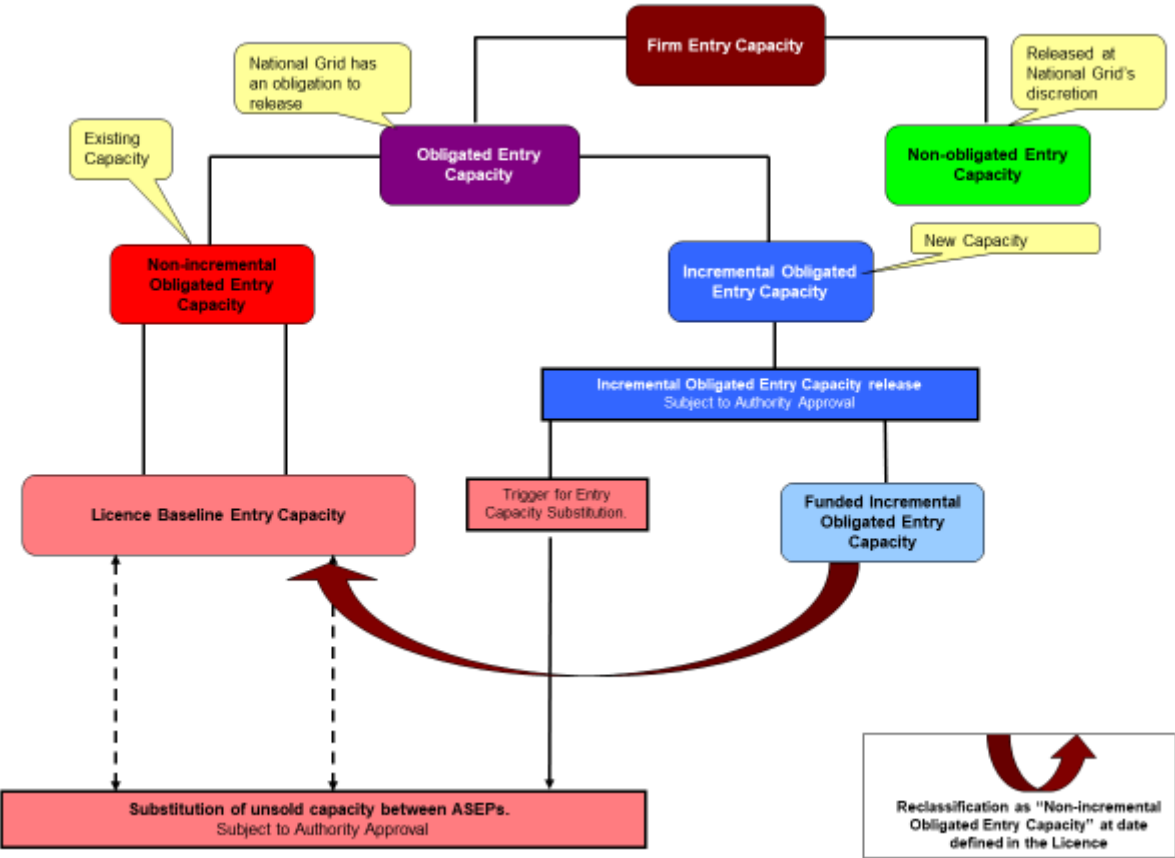 Firm Entry Capacity
National Grid has
an obligation to
release
Released at
National Grid's
discretion
Existing
Capacity
Obligated Entry
Capacity
Non-obligated Entry
Capacity
New Capacity
Non-incremental
Obligated Entry
Capacity
Incremental Obligated
Entry Capacity
Incremental Obligated Entry Capacity release
Subject to Authority Approval
Licence Baseline Entry Capacity
Trigger for Entry
Capacity Substitution.
Funded Incremental
Obligated Entry
Capacity
Substitution of unsold capacity between ASEPs.
Subject to Authority Approval
Reclassification as "Non-incremental
Obligated Entry Capacity" at date
defined in the Licence